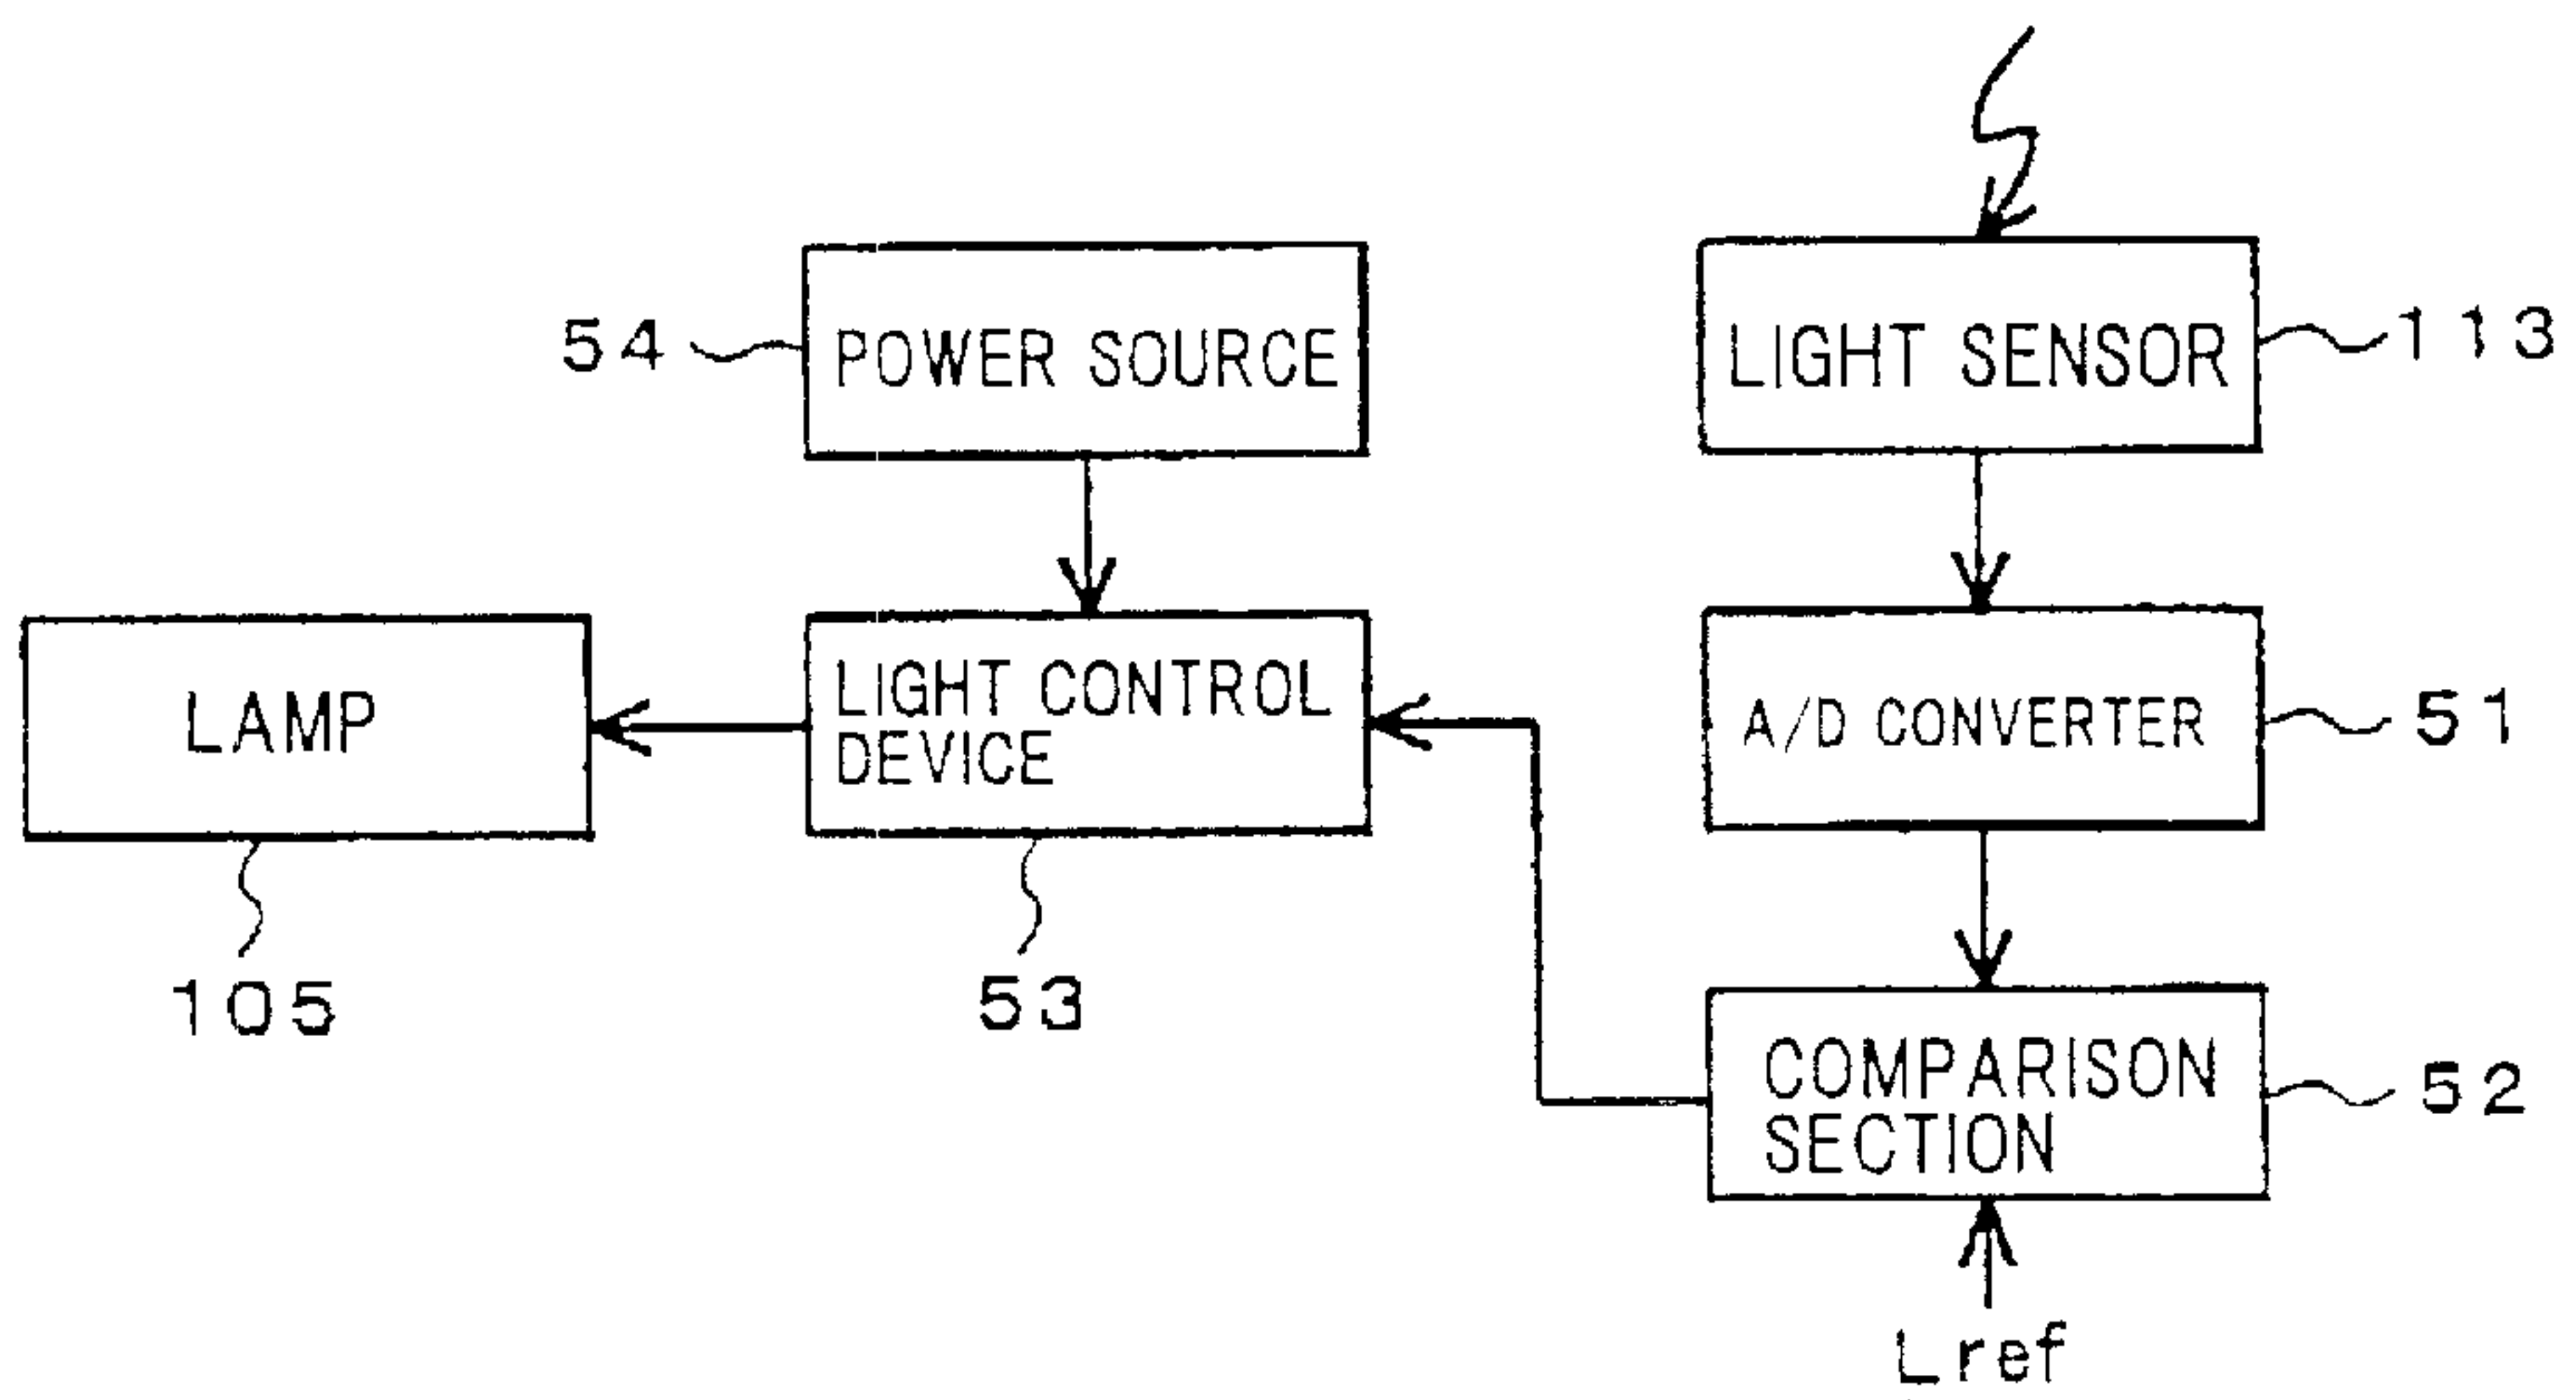 54
POWER SOURCE
LIGHT SENSOR
113
LAMP
LIGHT CONTROL
DEVICE
A/D CONVERTER
51
105
53
COMPARISON
SECTION
52
Lref